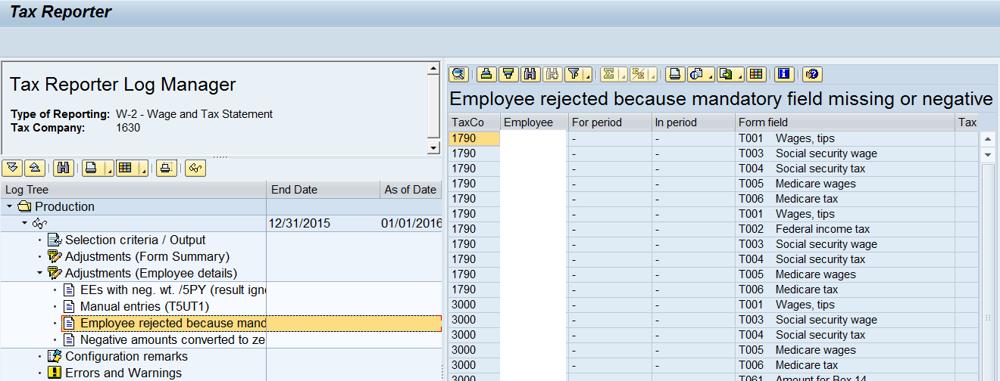 Tax Reporter
Tax Reporter Log Manager
Type of Reporting: W-2 - Wage and Tax Statement
Tax Company: 1630
Log Tree End Date As of Date
Production
12/31/2015 01/01/2016
Selection criteria / Output
Adjustments (Form Summary)
Adjustments (Employee details)
EEs with neg. wt. /5PY (result ign
Manual entries (T5UT1)
Employee rejected because mand
Negative amounts converted to ze
Configuration remarks
Errors and Warnings
Employee rejected because mandatory field missing or negative
TaxCo Employee For period In period Form field Tax
1790 - - T001 Wages, tips
1790 - - T003 Social security wage
1790 - - T004 Social security tax
1790 - - T005 Medicare wages
1790 - - T006 Medicare tax
1790 - - T001 Wages, tips
1790 - - T002 Federal income tax
1790 - - T003 Social security wage
1790 - - T004 Social security tax
1790 - - T005 Medicare wages
1790 - - T006 Medicare tax
3000 - - T001 Wages, tips
3000 - - T003 Social security wage
3000 - - T004 Social security tax
3000 - - T005 Medicare wages
3000 - - T006 Medicare tax
3000 - - T061 Amount for Box 14